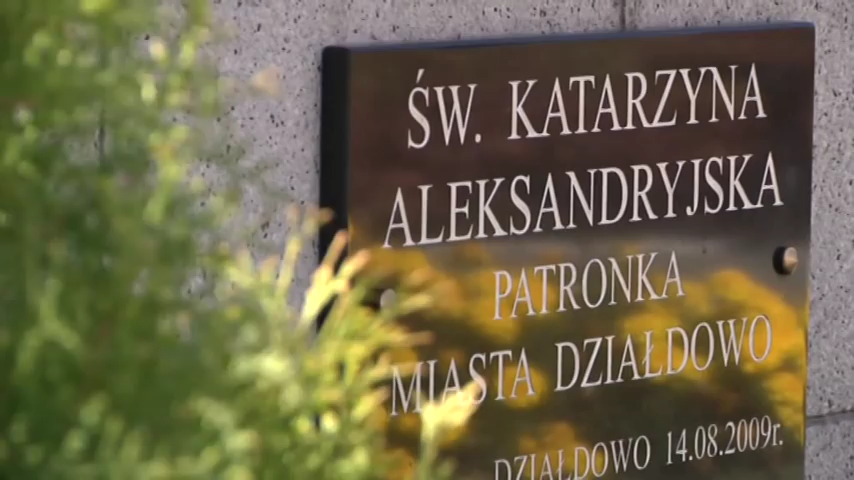 ŚW. KATARZYNA
ALEKSANDRYJSKA
PATRONKA
MIASTA DZIAŁDOWO
DZIAŁDOWO 14.08.2009r.